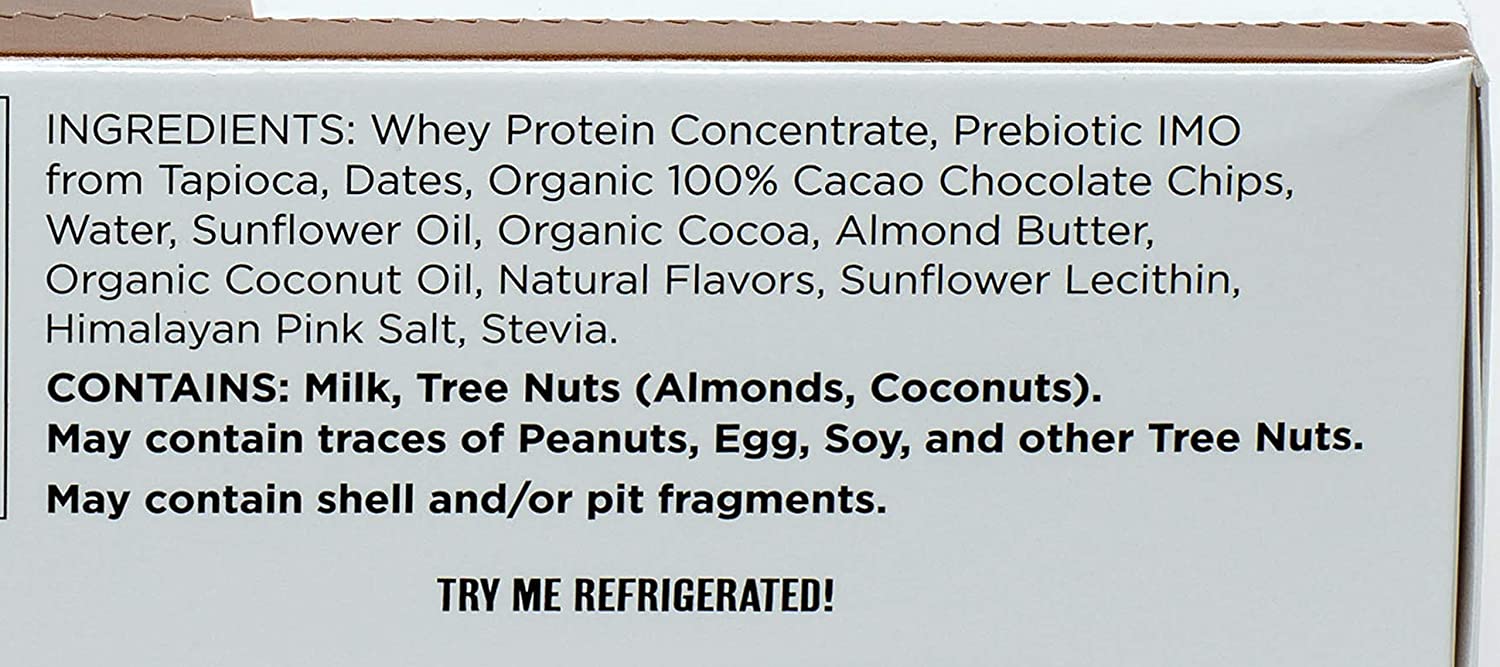 INGREDIENTS: Whey Protein Concentrate, Prebiotic IMO
from Tapioca, Dates, Organic 100% Cacao Chocolate Chips,
Water, Sunflower Oil, Organic Cocoa, Almond Butter,
Organic Coconut Oil, Natural Flavors, Sunflower Lecithin,
Himalayan Pink Salt, Stevia.
CONTAINS: Milk, Tree Nuts (Almonds, Coconuts).
May contain traces of Peanuts, Egg, Soy, and other Tree Nuts.
May contain shell and/or pit fragments.
TRY ME REFRIGERATED!